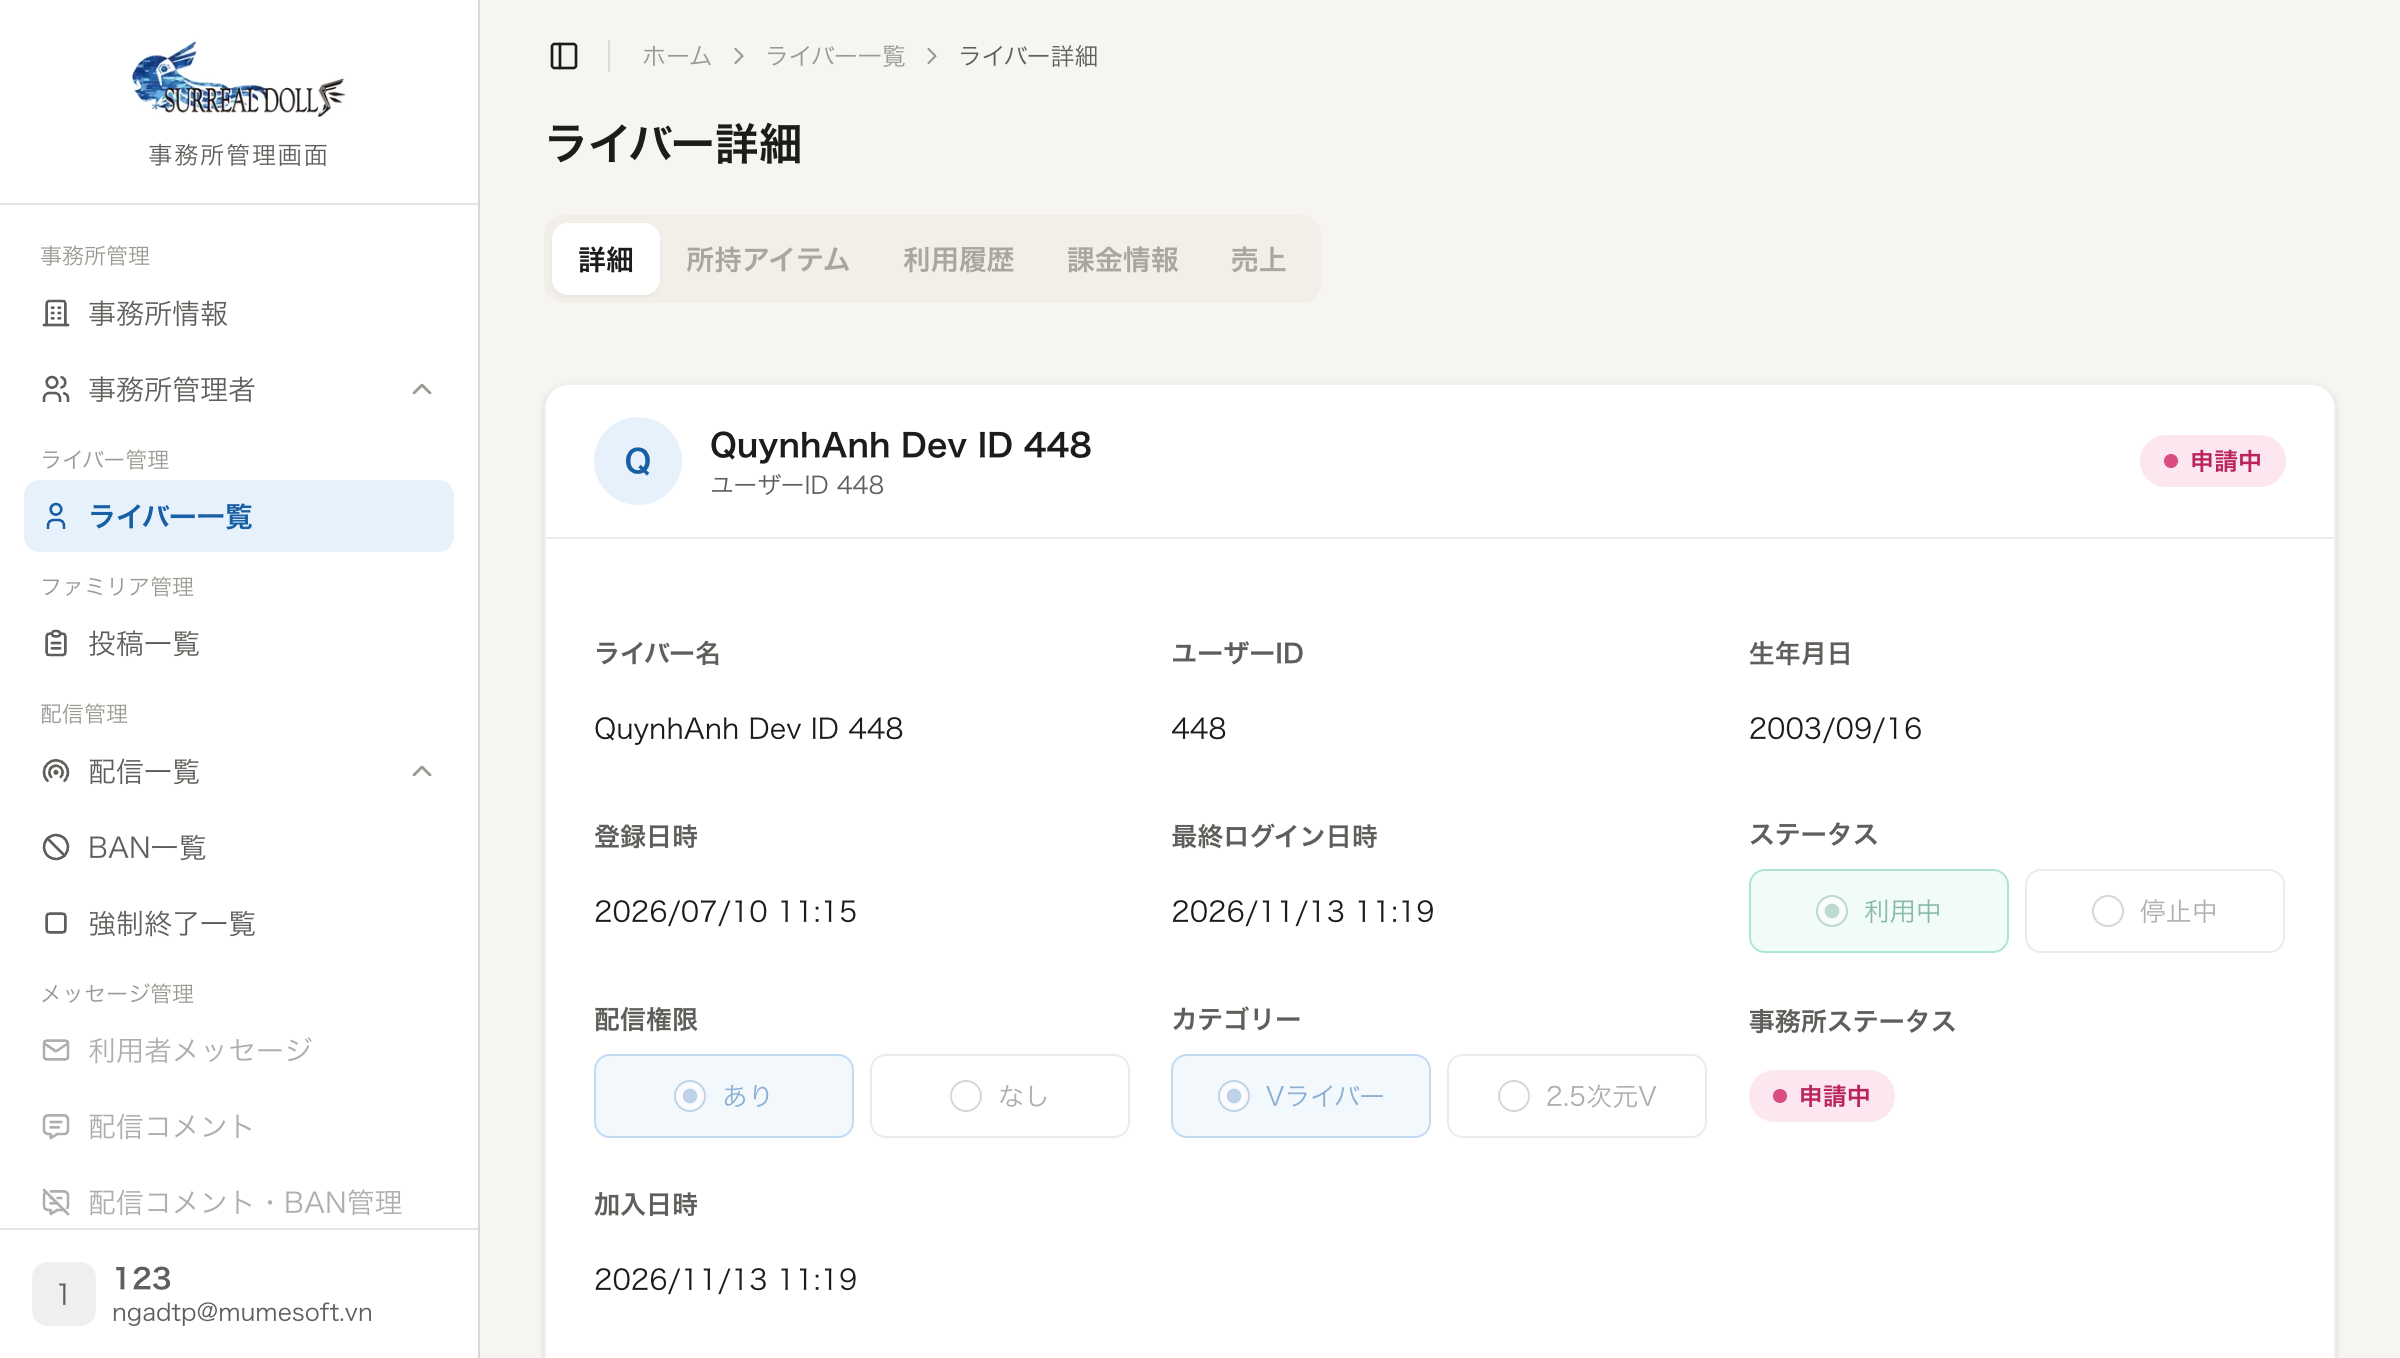 SURREAL DOLLS
事務所管理画面
事務所管理
事務所情報
事務所管理者
ライバー管理
ライバー一覧
ファミリア管理
投稿一覧
配信管理
配信一覧
BAN一覧
強制終了一覧
メッセージ管理
利用者メッセージ
配信コメント
配信コメント・BAN管理
1
123
ngadtp@mumesoft.vn
ホーム > ライバー一覧 > ライバー詳細
ライバー詳細
詳細 所持アイテム 利用履歴 課金情報 売上
Q
QuynhAnh Dev ID 448
ユーザーID 448
申請中
ライバー名 ユーザーID 生年月日
QuynhAnh Dev ID 448 448 2003/09/16
登録日時 最終ログイン日時 ステータス
2026/07/10 11:15 2026/11/13 11:19 利用中 停止中
配信権限 カテゴリー 事務所ステータス
あり なし Vライバー 2.5次元V 申請中
加入日時
2026/11/13 11:19